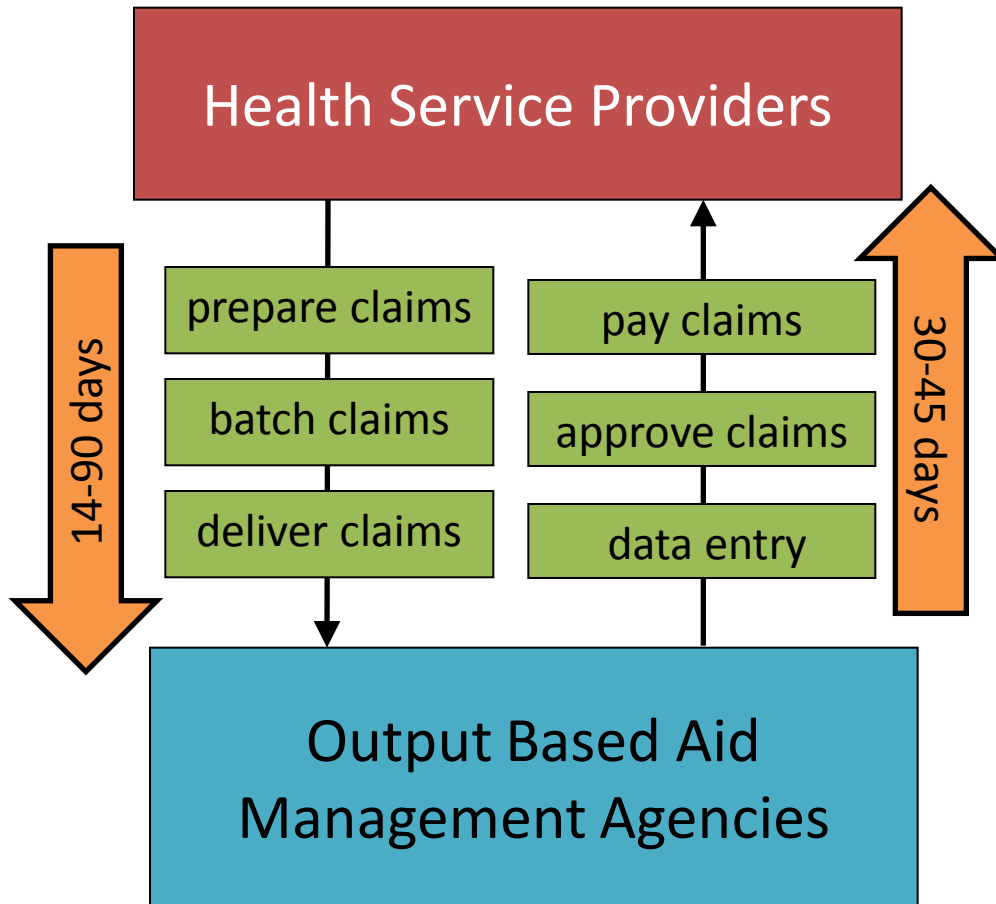 Health Service Providers
14-90 days
prepare claims
batch claims
deliver claims
pay claims
approve claims
data entry
30-45 days
Output Based Aid
Management Agencies